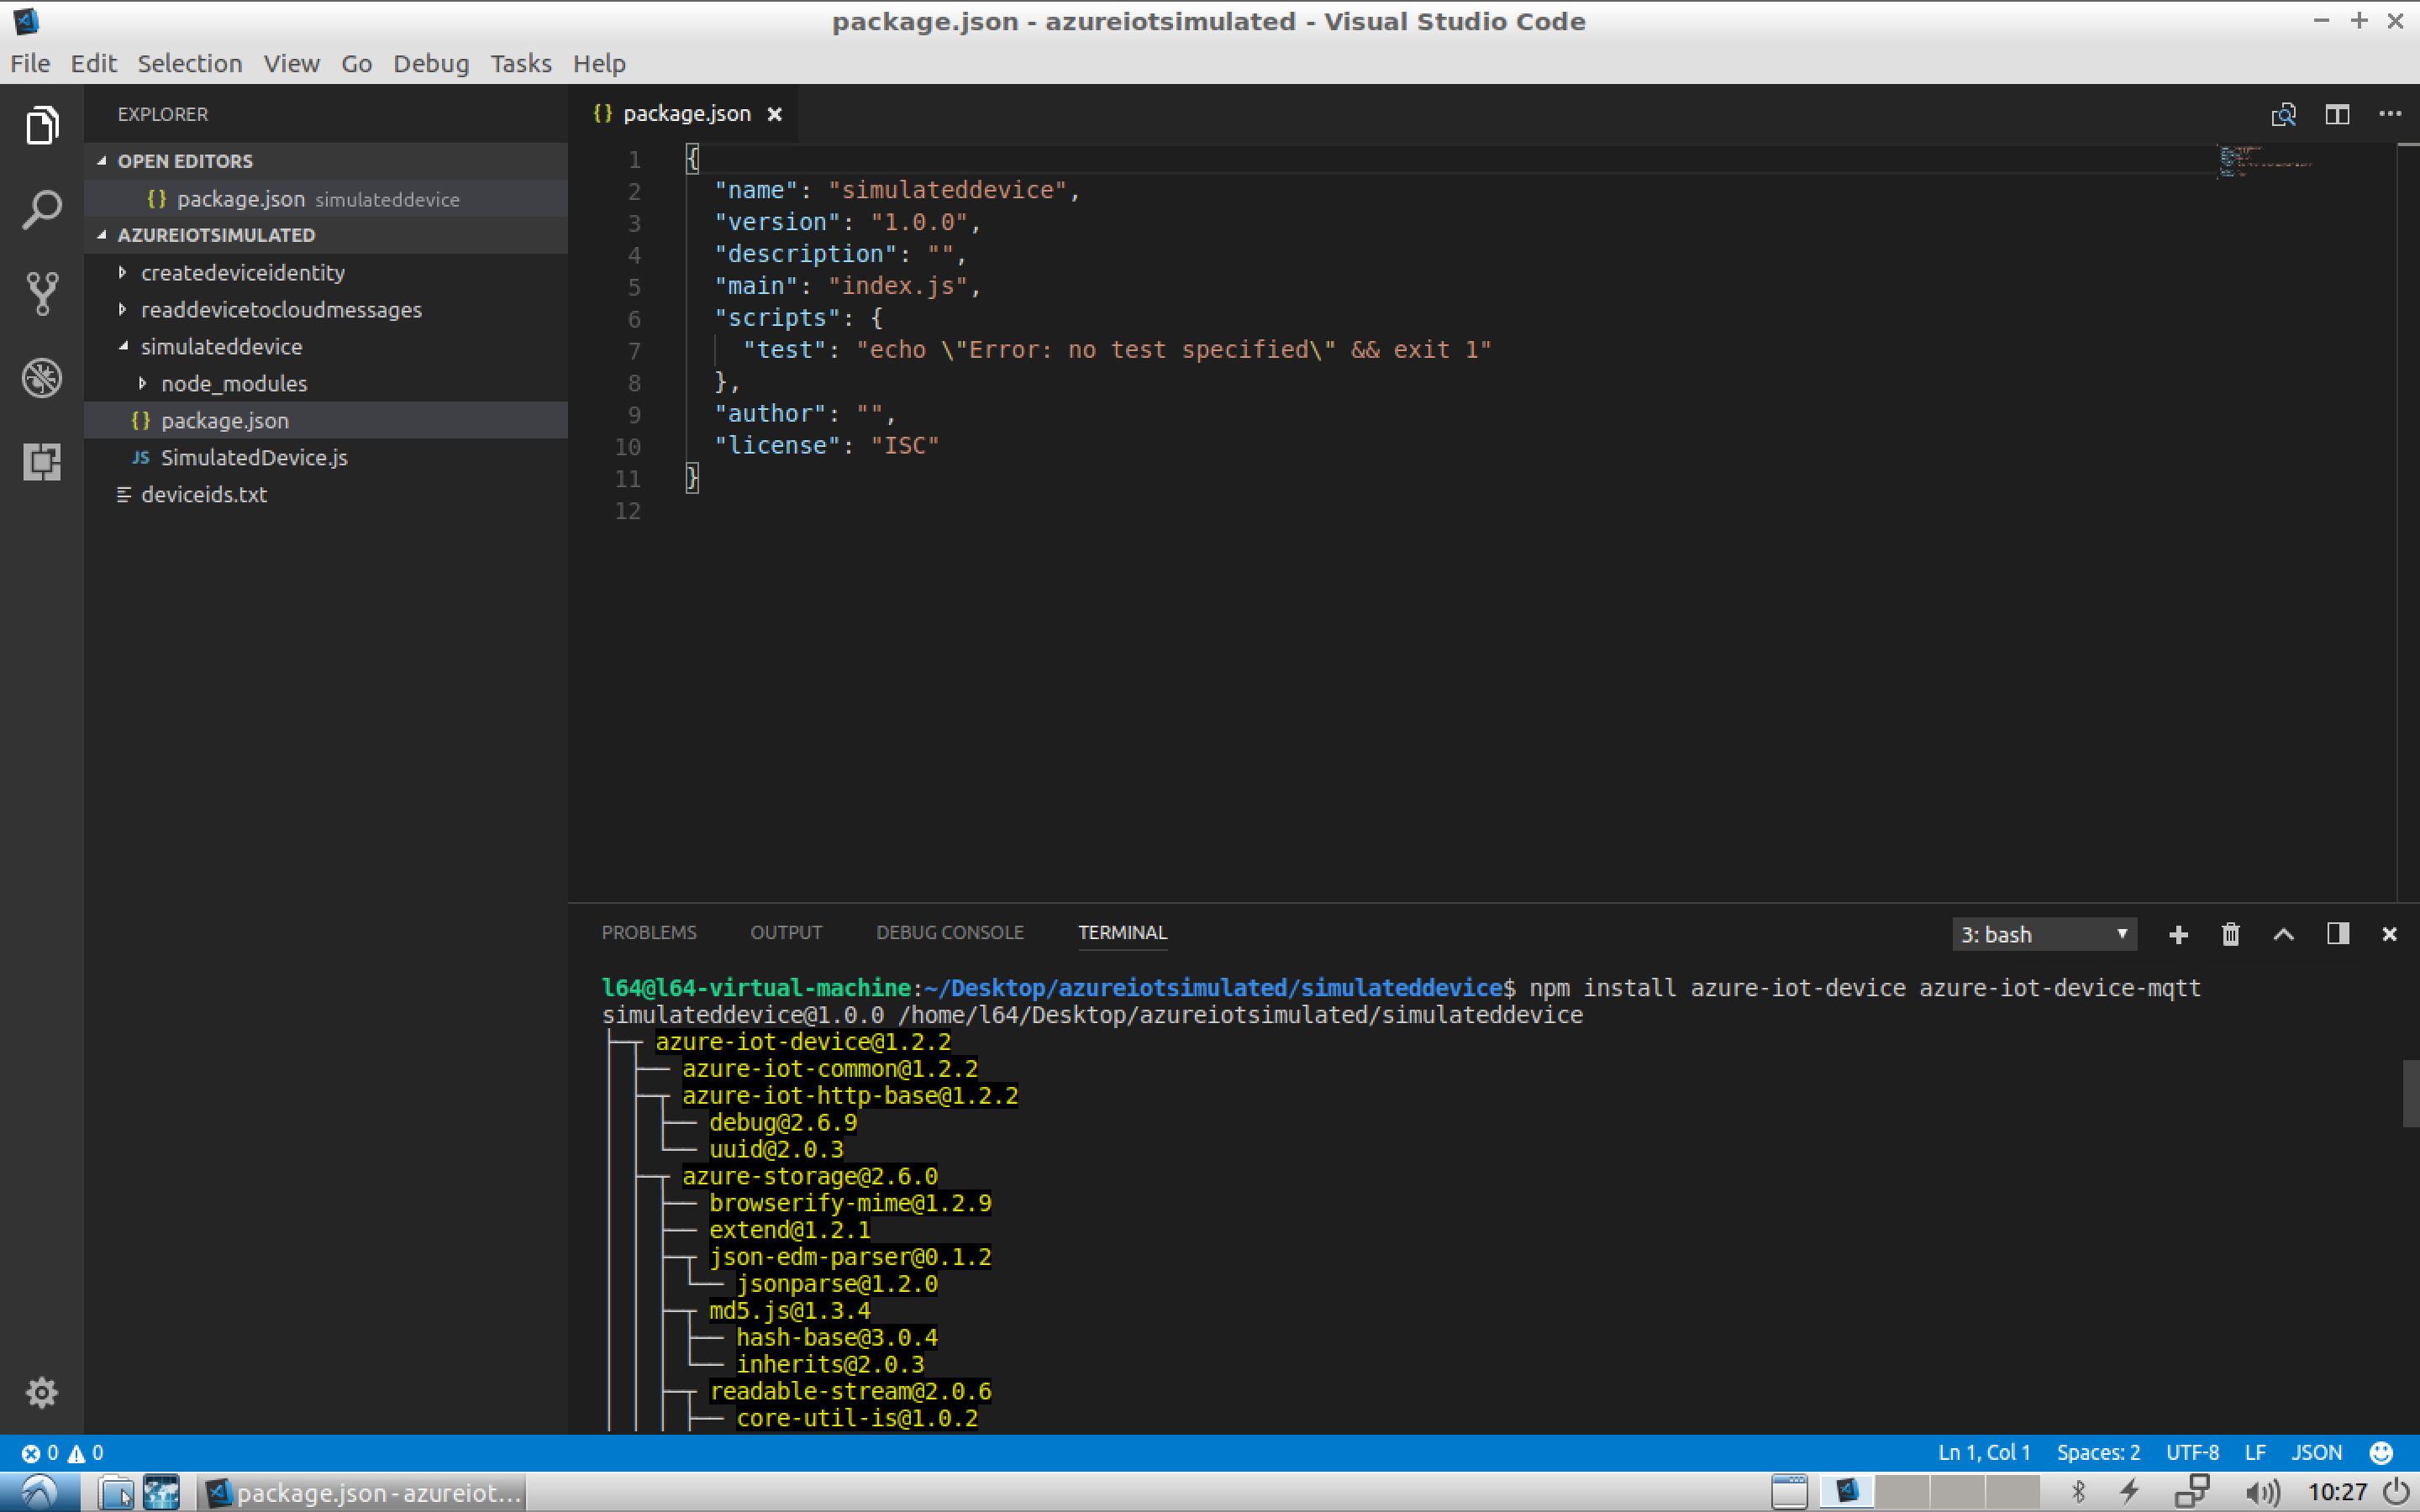 package.json - azureiotsimulated - Visual Studio Code
File Edit Selection View Go Debug Tasks Help
EXPLORER
OPEN EDITORS
{} package.json simulateddevice
AZUREIOTSIMULATED
createdeviceidentity
readdevicetocloudmessages
simulateddevice
node_modules
{} package.json
JS SimulatedDevice.js
deviceids.txt
{} package.json
1 {
2 "name": "simulateddevice",
3 "version": "1.0.0",
4 "description": "",
5 "main": "index.js",
6 "scripts": {
7 "test": "echo \"Error: no test specified\" && exit 1"
8 },
9 "author": "",
10 "license": "ISC"
11 }
12
PROBLEMS OUTPUT DEBUG CONSOLE TERMINAL 3: bash
l64@l64-virtual-machine:~/Desktop/azureiotsimulated/simulateddevice$ npm install azure-iot-device azure-iot-device-mqtt
simulateddevice@1.0.0 /home/l64/Desktop/azureiotsimulated/simulateddevice
├─┬ azure-iot-device@1.2.2
│ ├── azure-iot-common@1.2.2
│ ├─┬ azure-iot-http-base@1.2.2
│ │ ├── debug@2.6.9
│ │ └── uuid@2.0.3
│ ├─┬ azure-storage@2.6.0
│ │ ├── browserify-mime@1.2.9
│ │ ├── extend@1.2.1
│ │ ├─┬ json-edm-parser@0.1.2
│ │ │ └── jsonparse@1.2.0
│ │ ├─┬ md5.js@1.3.4
│ │ │ ├── hash-base@3.0.4
│ │ │ └── inherits@2.0.3
│ │ ├─┬ readable-stream@2.0.6
│ │ │ ├── core-util-is@1.0.2
0 0 Ln 1, Col 1 Spaces: 2 UTF-8 LF JSON
package.json - azureiot... 10:27